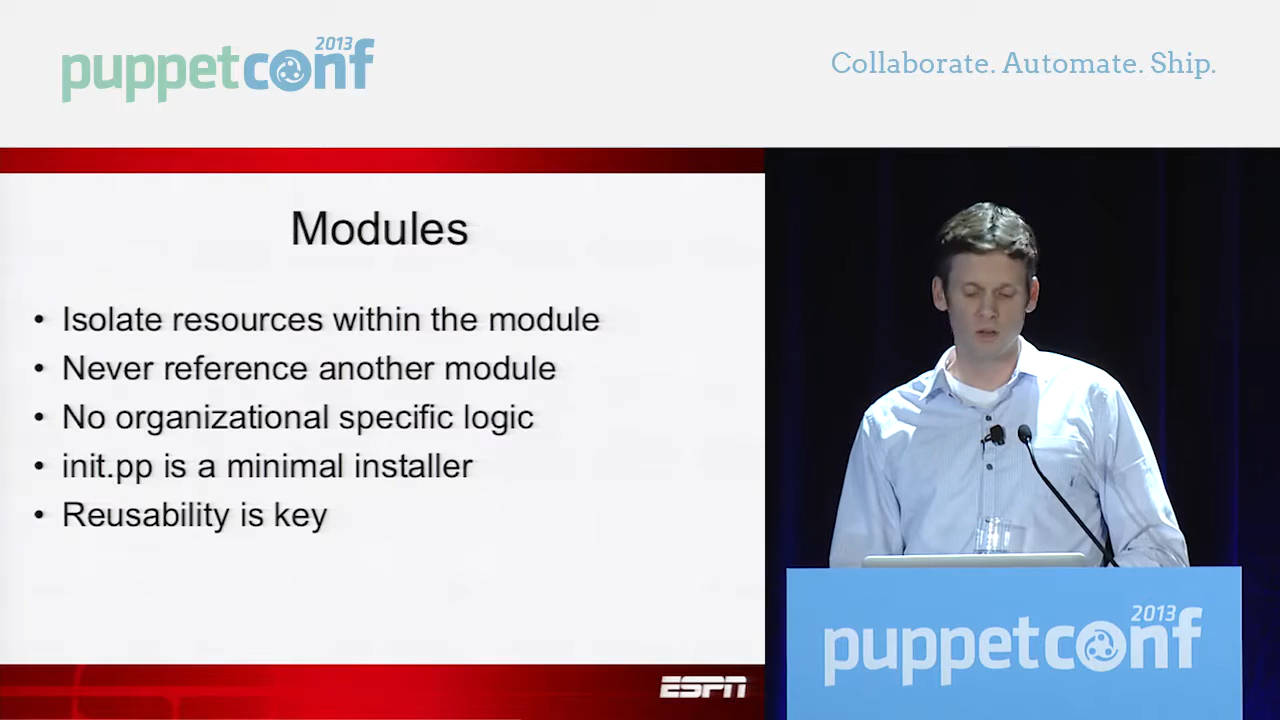 puppetconf 2013
Collaborate. Automate. Ship.
Modules
• Isolate resources within the module
• Never reference another module
• No organizational specific logic
• init.pp is a minimal installer
• Reusability is key
ESPN
puppetconf 2013